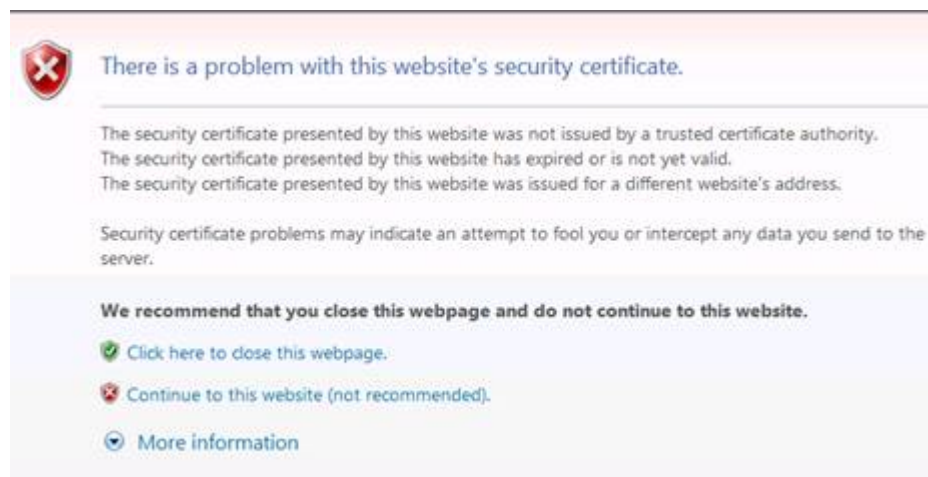 There is a problem with this website's security certificate.
The security certificate presented by this website was not issued by a trusted certificate authority.
The security certificate presented by this website has expired or is not yet valid.
The security certificate presented by this website was issued for a different website's address.
Security certificate problems may indicate an attempt to fool you or intercept any data you send to the
server.
We recommend that you close this webpage and do not continue to this website.
Click here to close this webpage.
Continue to this website (not recommended).
More information